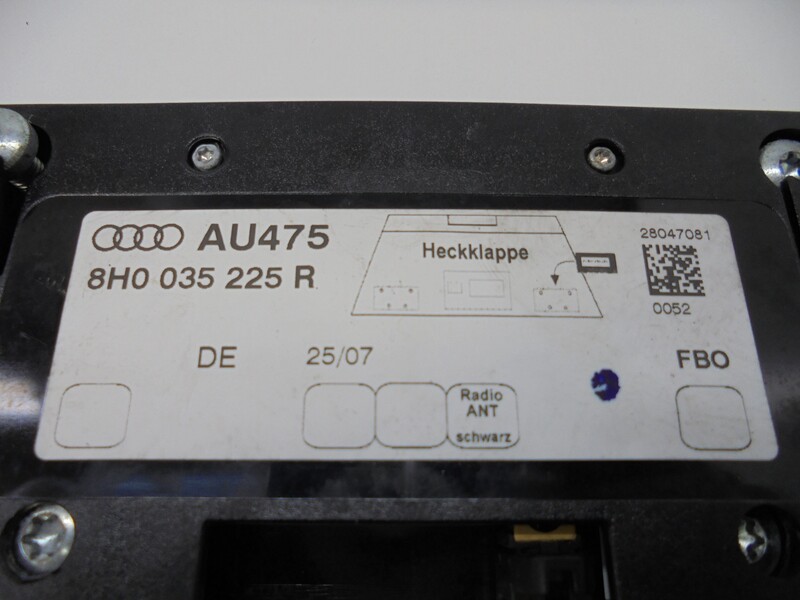 AU475
8H0 035 225 R
Heckklappe
28047081
0052
DE
25/07
FBO
Radio
ANT
schwarz